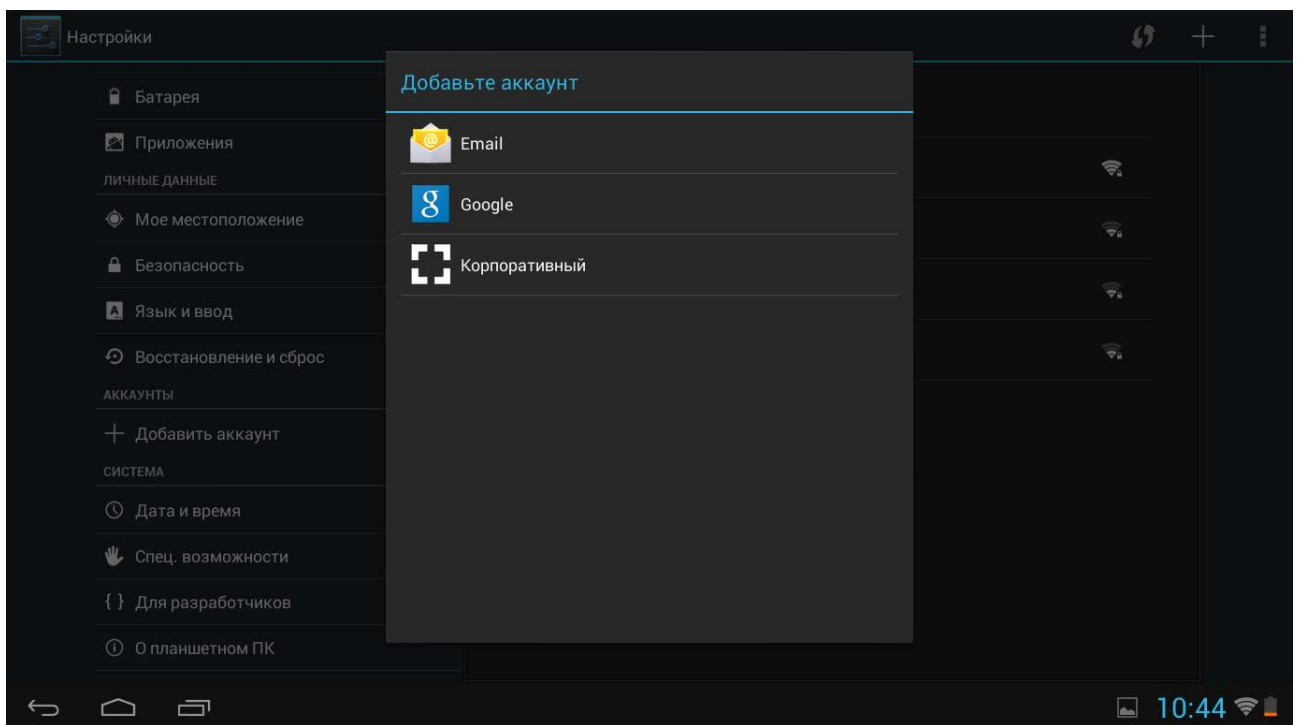 Настройки
Батарея
Приложения
ЛИЧНЫЕ ДАННЫЕ
Мое местоположение
Безопасность
Язык и ввод
Восстановление и сброс
АККАУНТЫ
Добавить аккаунт
СИСТЕМА
Дата и время
Спец. возможности
{ } Для разработчиков
О планшетном ПК
Добавьте аккаунт
Email
Google
Корпоративный
10:44